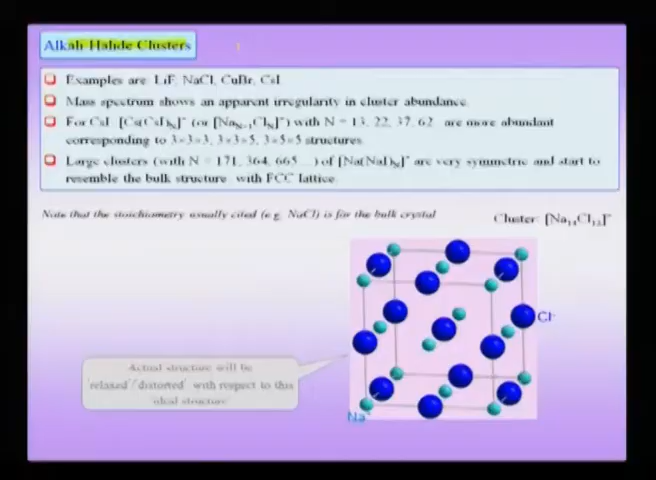 Alkali Halide Clusters
Examples are LiF, NaCl, CuBr, CsI
Mass spectrum shows an apparent irregularity in cluster abundance
For CsI [Cs(CsI)N]+ (or [NaN-1ClN]-) with N = 13, 22, 37, 62 are more abundant
corresponding to 3×3×3, 3×3×5, 3×5×5 structures
Large clusters (with N = 171, 364, 665...) of [Na(NaI)N]+ are very symmetric and start to
resemble the bulk structure with FCC lattice
Note that the stoichiometry usually cited (e.g. NaCl) is for the bulk crystal
Cluster: [Na14Cl13]+
Cl-
Actual structure will be
'relaxed'/'distorted' with respect to this
ideal structure
Na+